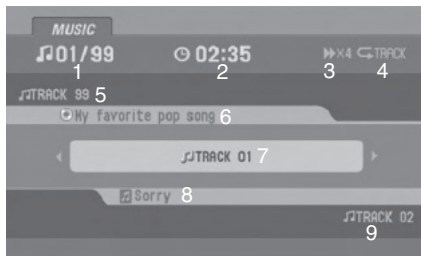 MUSIC
01/99 02:35 ×4 TRACK
1 2 3 4
TRACK 99 5
My favorite pop song 6
TRACK 01 7
Sorry 8
TRACK 02
9